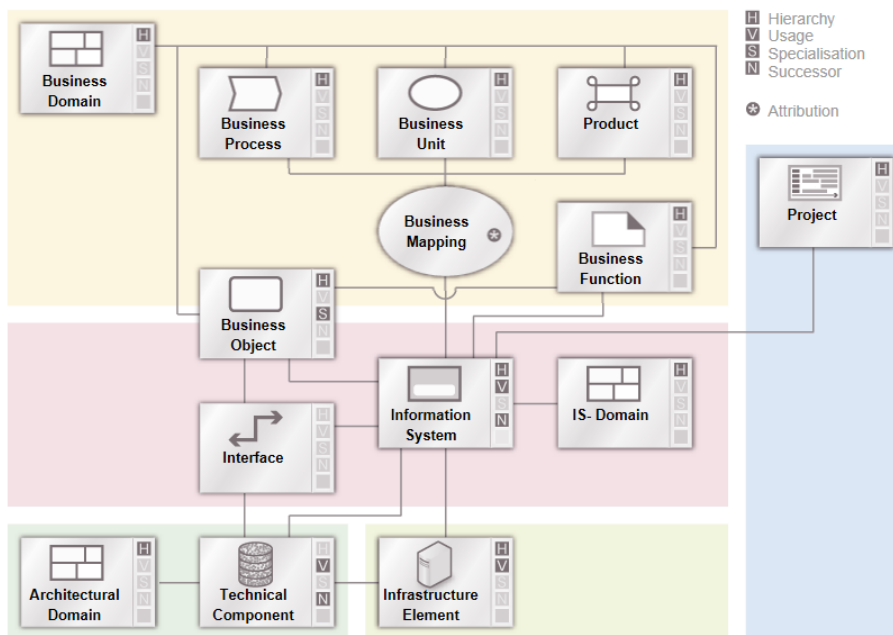 H Hierarchy
V Usage
S Specialisation
N Successor
Attribution
Business
Domain
H
V
S
N
Business
Process
H
V
S
N
Business
Unit
H
V
S
N
Product
H
V
S
N
Project
H
V
S
N
Business
Mapping
Business
Function
H
V
S
N
Business
Object
H
V
S
N
Information
System
H
V
S
N
IS- Domain
H
V
S
N
Interface
H
V
S
N
Architectural
Domain
H
V
S
N
Technical
Component
H
V
S
N
Infrastructure
Element
H
V
S
N